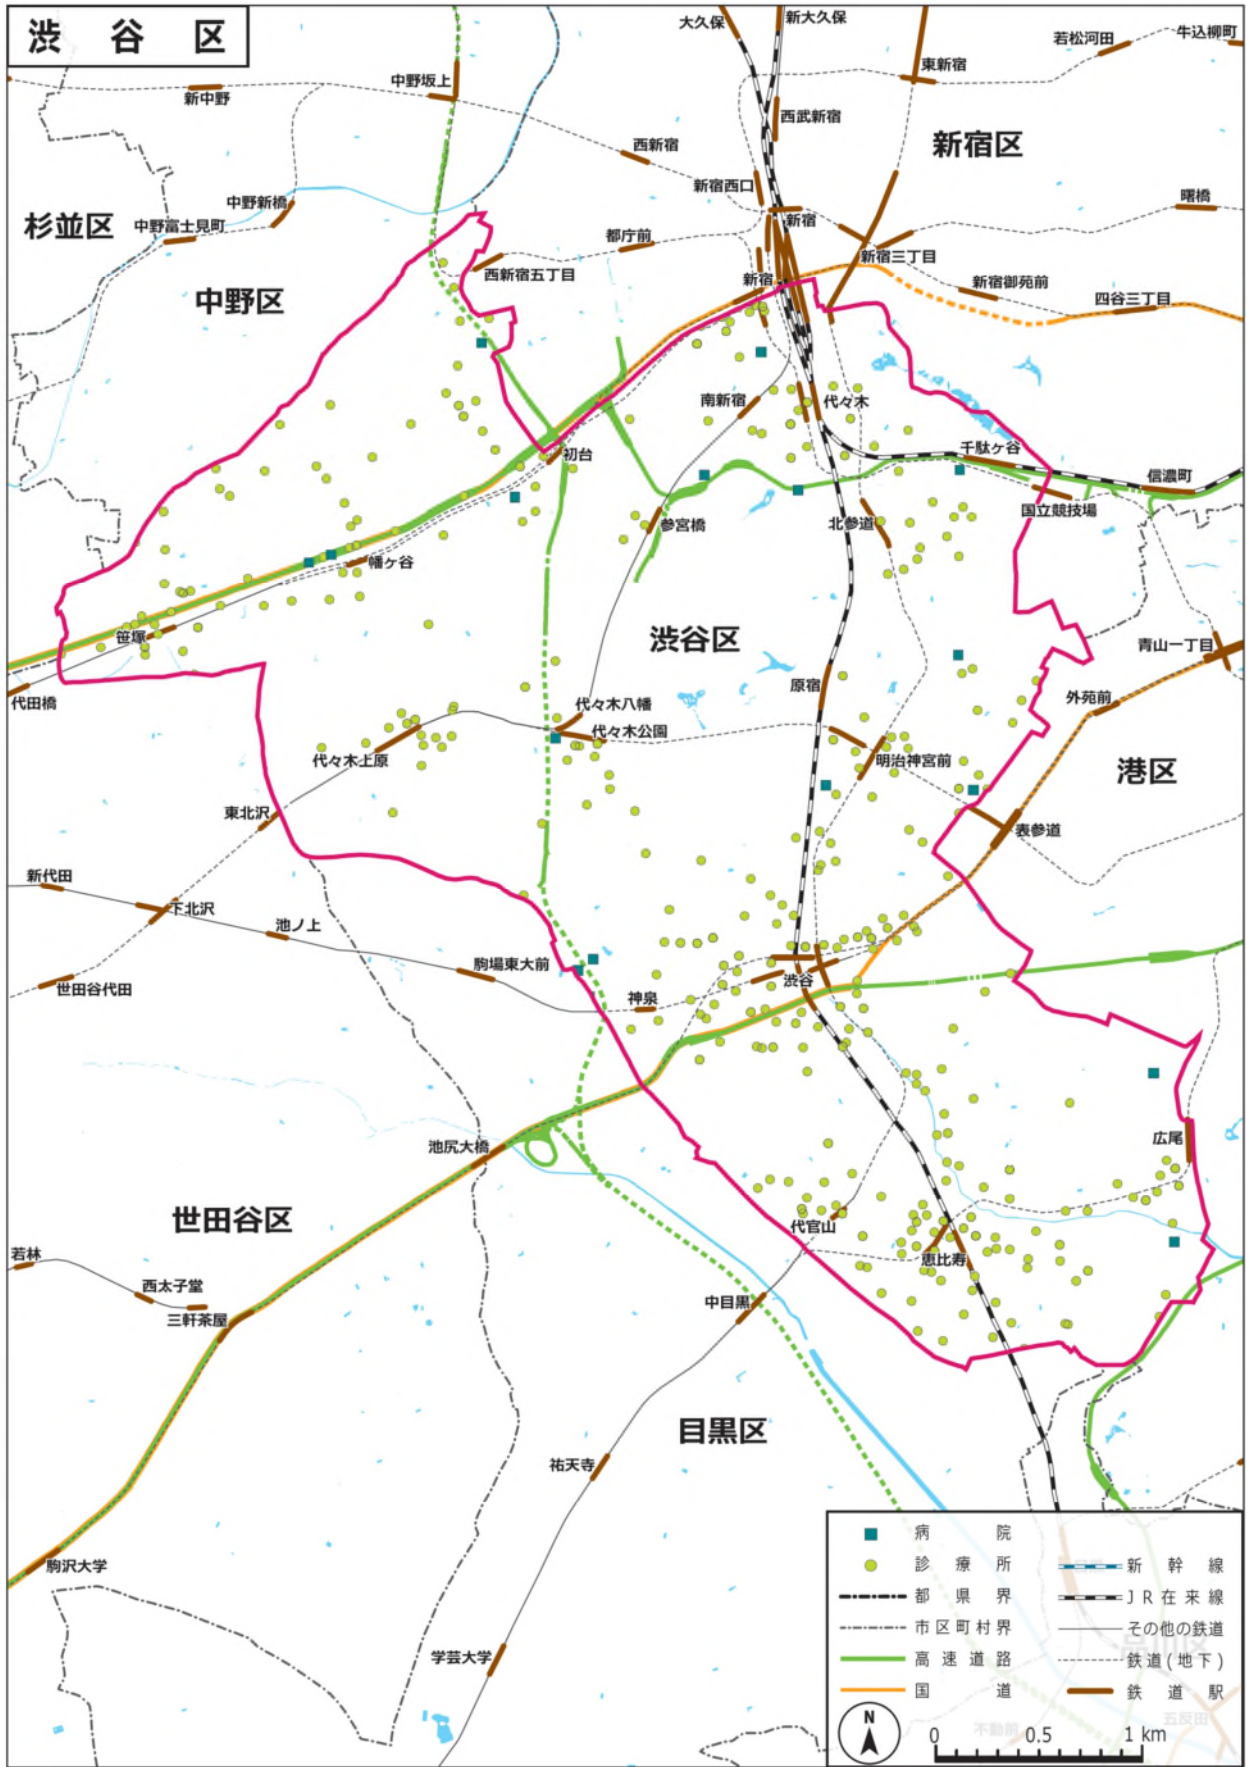 渋谷区
大久保
新大久保
若松河田
牛込柳町
東新宿
中野坂上
新中野
西武新宿
西新宿
新宿区
新宿西口
曙橋
中野新橋
杉並区
中野富士見町
新宿
都庁前
新宿三丁目
西新宿五丁目
新宿
新宿御苑前
四谷三丁目
中野区
南新宿
代々木
千駄ヶ谷
初台
信濃町
国立競技場
参宮橋
北参道
幡ヶ谷
笹塚
渋谷区
青山一丁目
代田橋
原宿
外苑前
代々木八幡
代々木公園
代々木上原
明治神宮前
港区
東北沢
表参道
新代田
下北沢
池ノ上
駒場東大前
渋谷
世田谷代田
神泉
広尾
池尻大橋
世田谷区
代官山
若林
恵比寿
西太子堂
中目黒
三軒茶屋
目黒区
祐天寺
駒沢大学
学芸大学
病院
診療所
新幹線
都県界
JR在来線
市区町村界
その他の鉄道
品川区
高速道路
鉄道(地下)
国道
鉄道駅
五反田
不動前
N
0 0.5 1 km